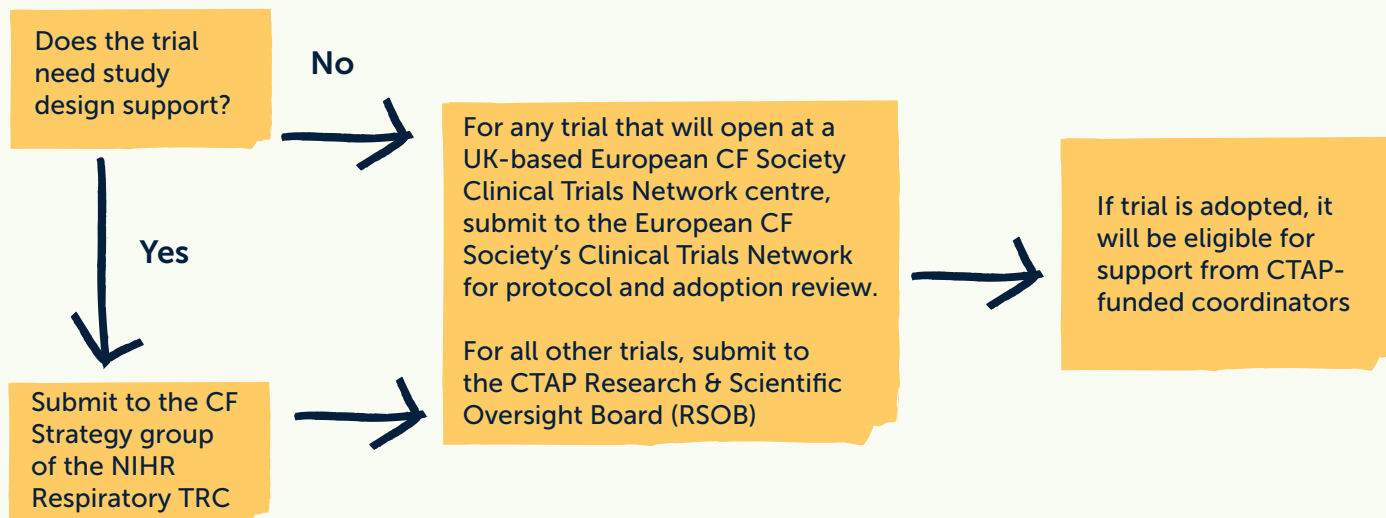 Does the trial
need study
design support?
No
Yes
Submit to the CF
Strategy group
of the NIHR
Respiratory TRC
For any trial that will open at a
UK-based European CF Society
Clinical Trials Network centre,
submit to the European CF
Society’s Clinical Trials Network
for protocol and adoption review.
For all other trials, submit to
the CTAP Research & Scientific
Oversight Board (RSOB)
If trial is adopted, it
will be eligible for
support from CTAP-
funded coordinators